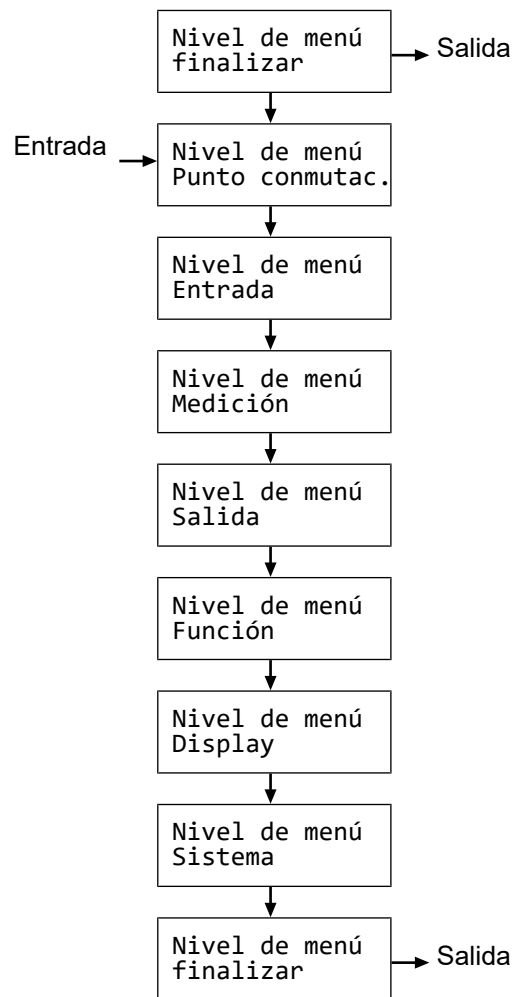 Nivel de menú
finalizar
Salida
Entrada
Nivel de menú
Punto conmutac.
Nivel de menú
Entrada
Nivel de menú
Medición
Nivel de menú
Salida
Nivel de menú
Función
Nivel de menú
Display
Nivel de menú
Sistema
Nivel de menú
finalizar
Salida